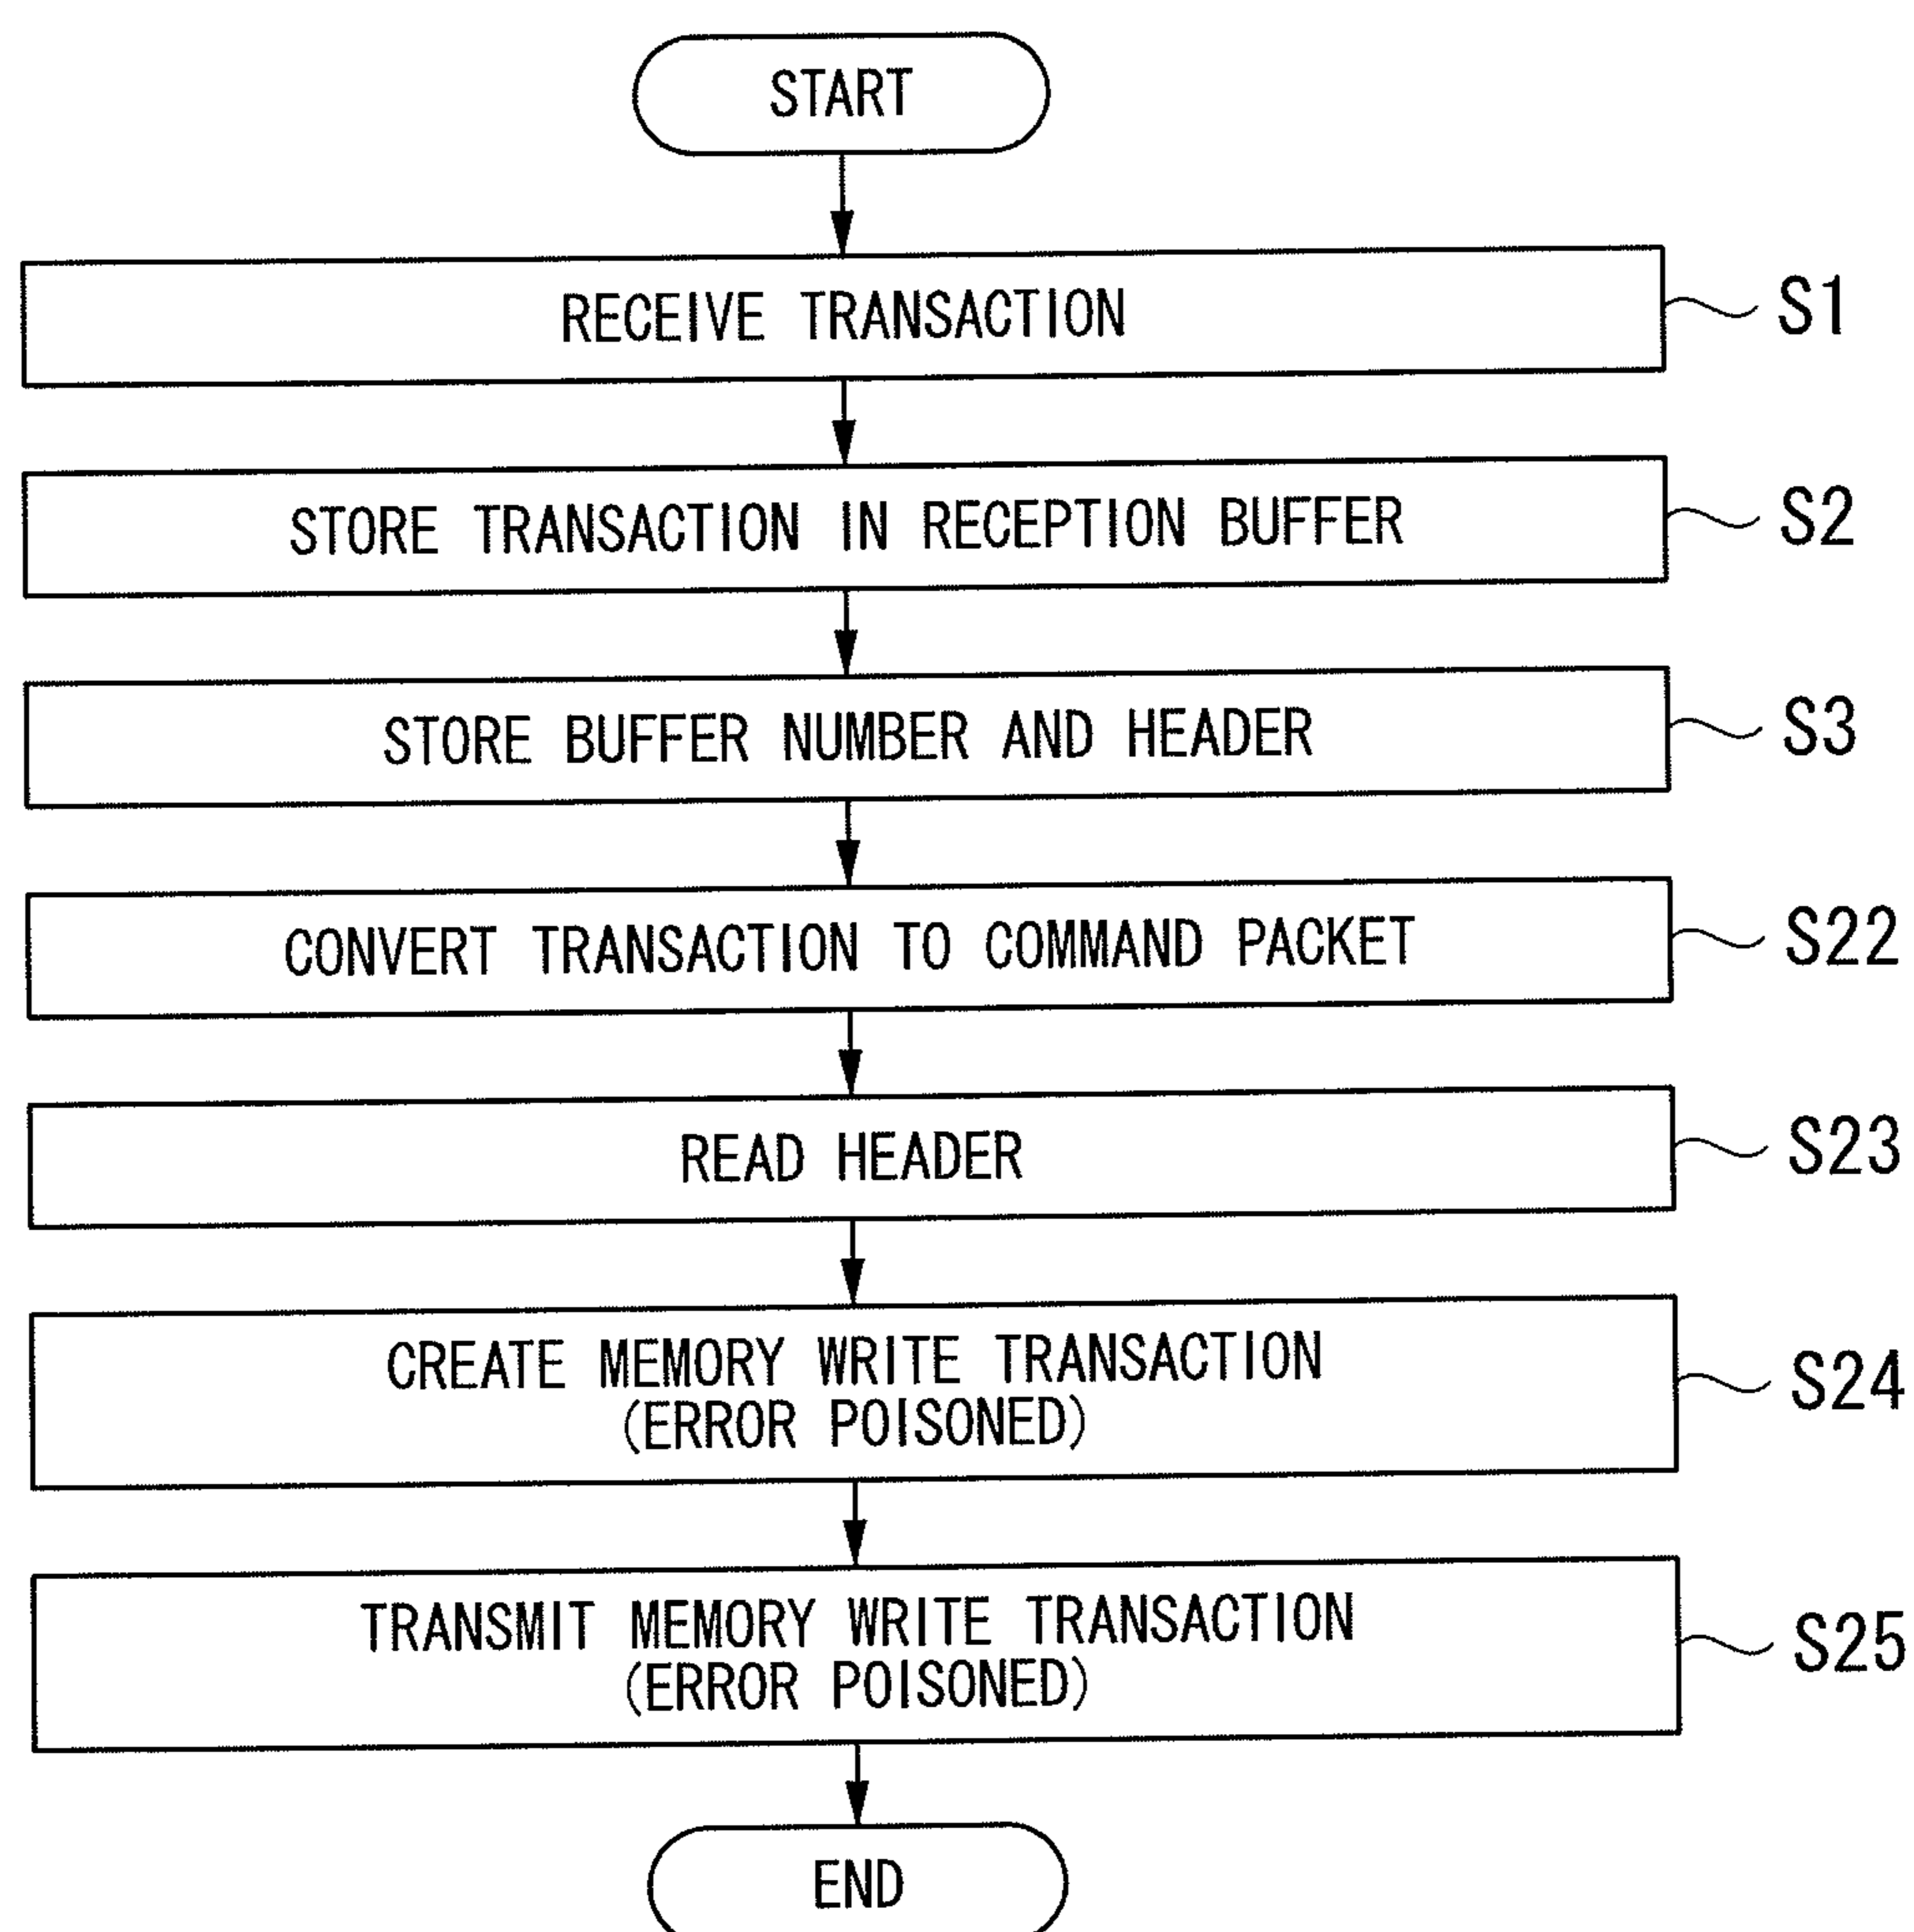 START
RECEIVE TRANSACTION S1
STORE TRANSACTION IN RECEPTION BUFFER S2
STORE BUFFER NUMBER AND HEADER S3
CONVERT TRANSACTION TO COMMAND PACKET S22
READ HEADER S23
CREATE MEMORY WRITE TRANSACTION
(ERROR POISONED) S24
TRANSMIT MEMORY WRITE TRANSACTION
(ERROR POISONED) S25
END